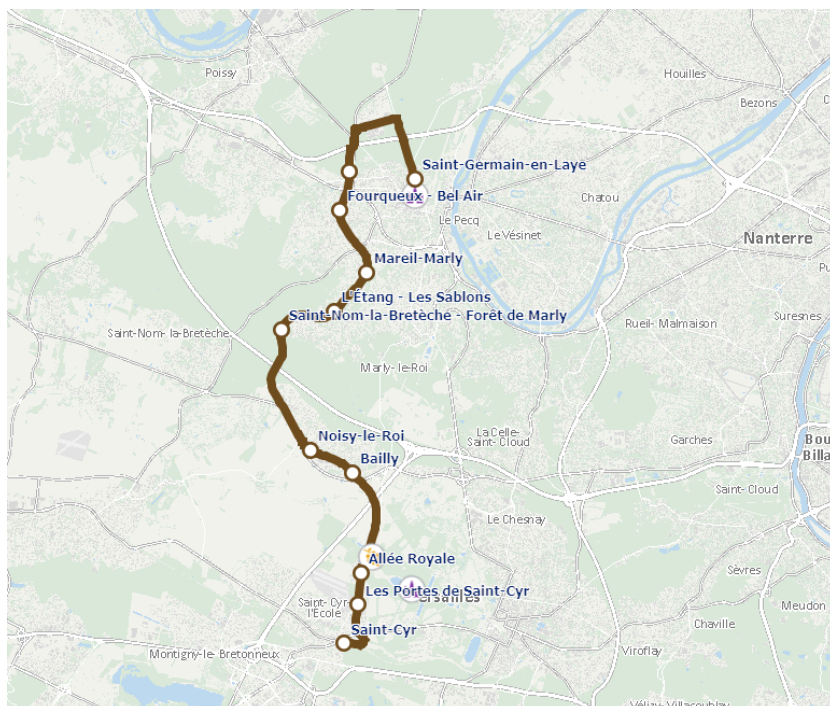 Poissy
Houilles
Bezons
Saint-Germain-en-Laye
Fourqueux - Bel Air
Chatou
Le Pecq
Le Vésinet
Nanterre
Mareil-Marly
L'Étang - Les Sablons
Saint-Nom-la-Bretèche - Forêt de Marly
Suresnes
Rueil- Malmaison
Saint-Nom- la-Bretèche
Marly-le-Roi
Noisy-le-Roi
La Celle-
Saint-Cloud
Garches
Bailly
Saint-Cloud
Le Chesnay
Allée Royale
Sèvres
Les Portes de Saint-Cyr
Saint-Cyr-
l'École
Meudon
Chaville
Saint-Cyr
Montigny-le- Bretonneux
Viroflay
Vélizy-Villacoublay